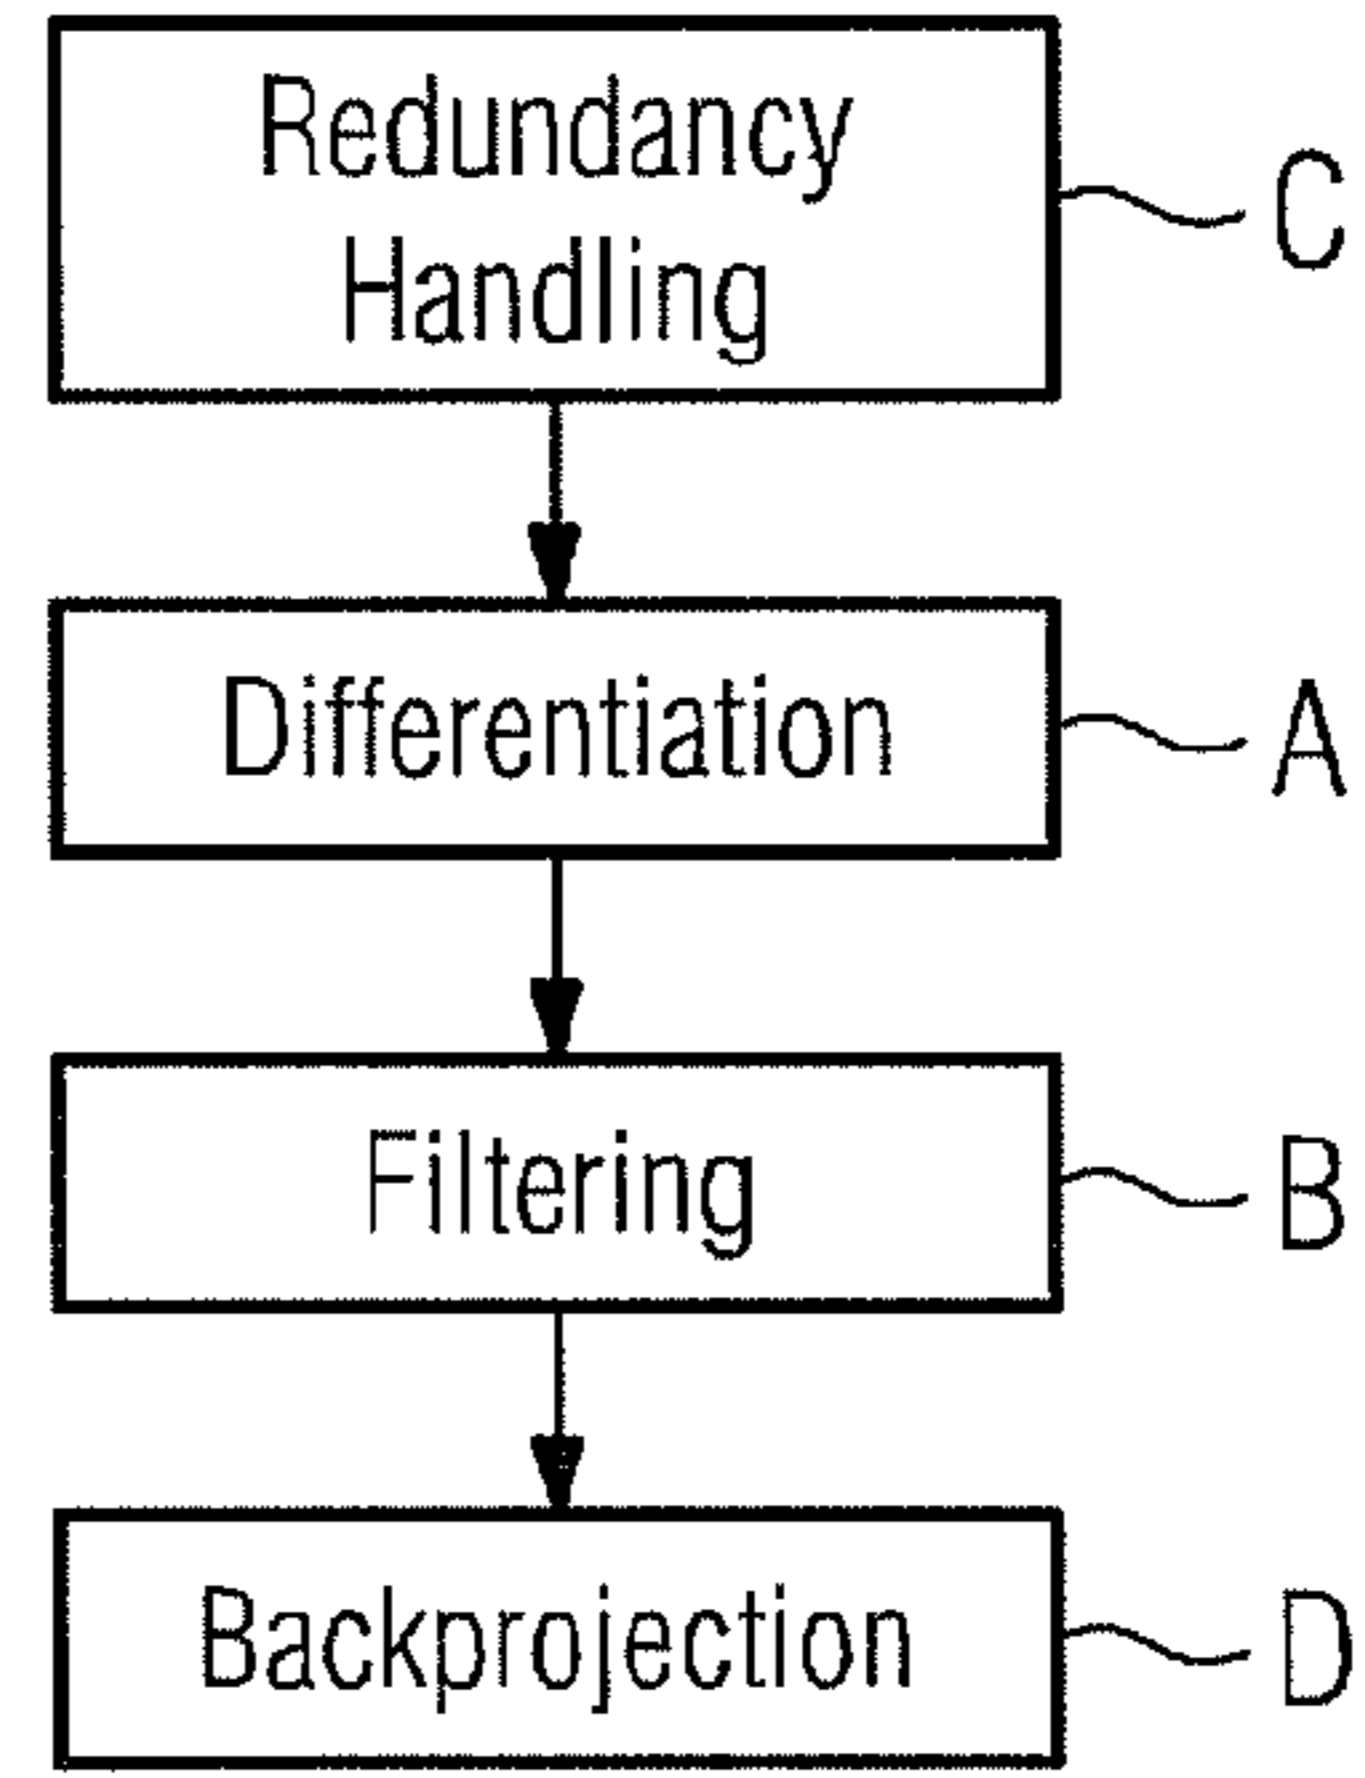 Redundancy
Handling
C
Differentiation
A
Filtering
B
Backprojection
D